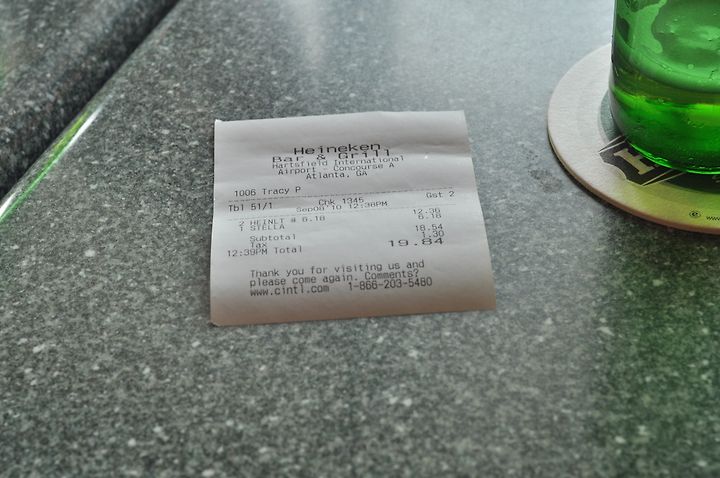 Heineken
Bar & Grill
Hartsfield International
Airport - Concourse A
Atlanta, GA
1006 Tracy P
Tbl 51/1 Chk 1345 Gst 2
Sep08'10 12:38PM
2 HEINLT @ 6.18 12.36
1 STELLA 6.18
Subtotal 18.54
Tax 1.30
12:39PM Total 19.84
Thank you for visiting us and
please come again. Comments?
www.cintl.com 1-866-203-5480
H
© ww